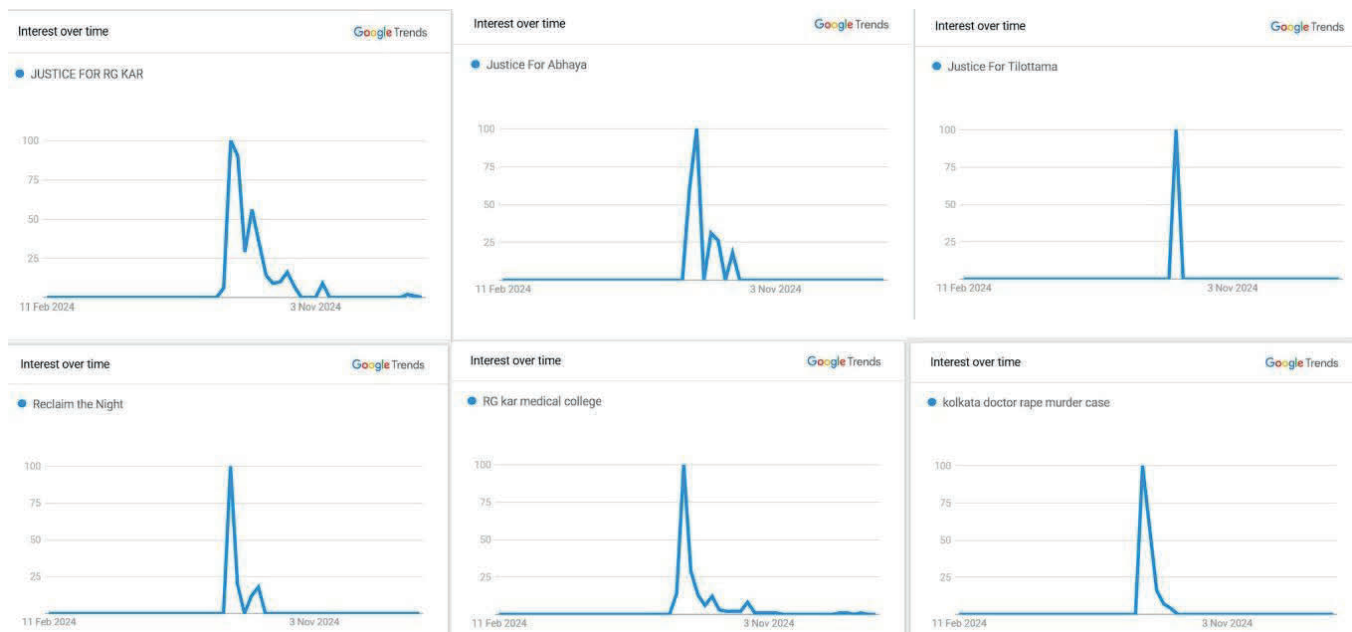 Interest over time Google Trends
JUSTICE FOR RG KAR
100
75
50
25
11 Feb 2024 3 Nov 2024
Interest over time Google Trends
Justice For Abhaya
100
75
50
25
11 Feb 2024 3 Nov 2024
Interest over time Google Trends
Justice For Tilottama
100
75
50
25
11 Feb 2024 3 Nov 2024
Interest over time Google Trends
Reclaim the Night
100
75
50
25
11 Feb 2024 3 Nov 2024
Interest over time Google Trends
RG kar medical college
100
75
50
25
11 Feb 2024 3 Nov 2024
Interest over time Google Trends
kolkata doctor rape murder case
100
75
50
25
11 Feb 2024 3 Nov 2024